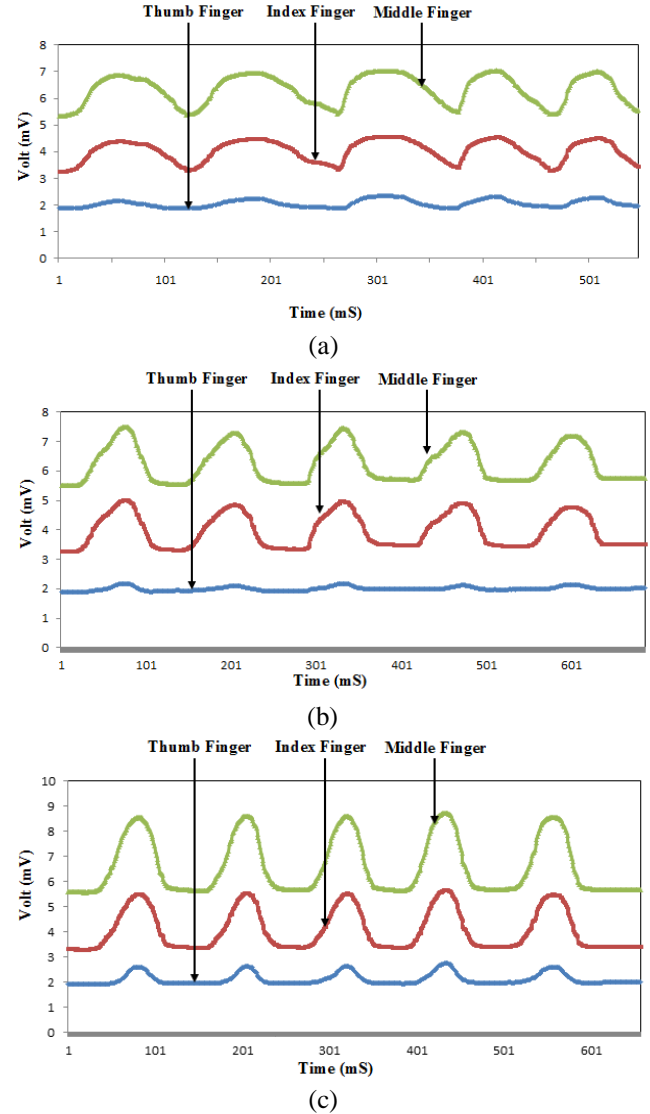 Thumb Finger Index Finger Middle Finger
8
7
6
5
4
3
2
1
0
Volt (mV)
1 101 201 301 401 501
Time (mS)
(a)
Thumb Finger Index Finger Middle Finger
8
7
6
5
4
3
2
1
0
Volt (mV)
1 101 201 301 401 501 601
Time (mS)
(b)
Thumb Finger Index Finger Middle Finger
10
9
8
7
6
5
4
3
2
1
0
Volt (mV)
1 101 201 301 401 501 601
Time (mS)
(c)